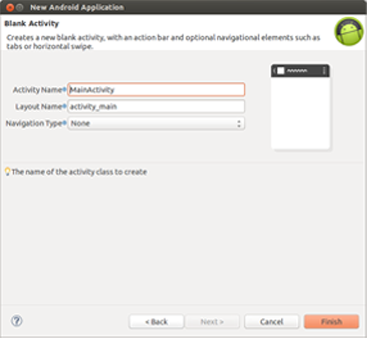 New Android Application
Blank Activity
Creates a new blank activity, with an action bar and optional navigational elements such as
tabs or horizontal swipe.
Activity Name MainActivity
Layout Name activity_main
Navigation Type None
The name of the activity class to create
?
< Back Next > Cancel Finish